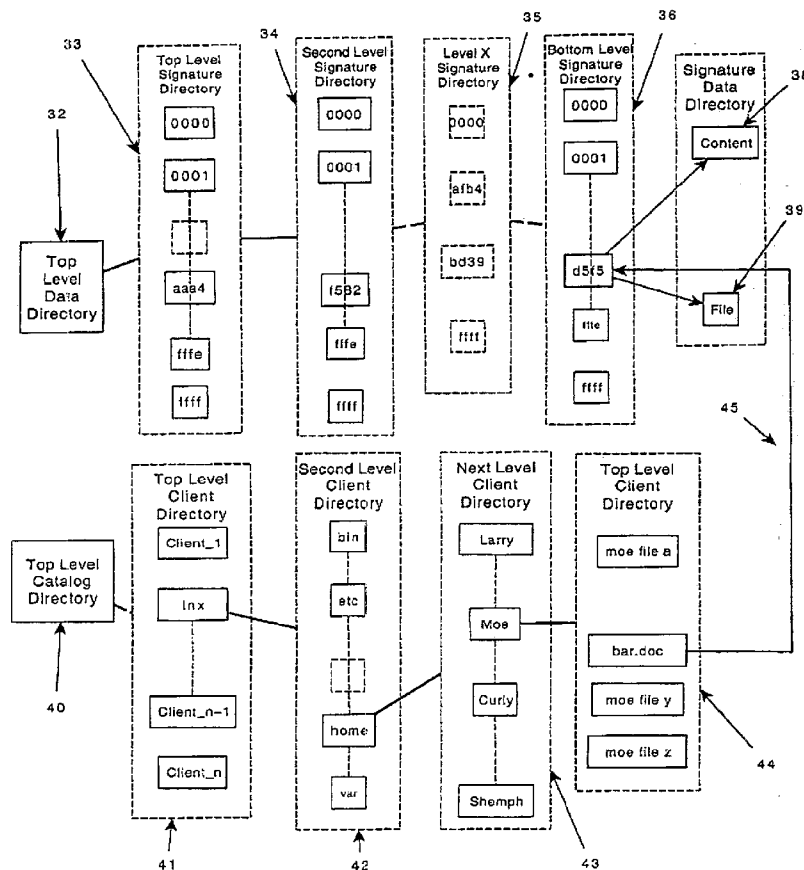 33
34
35
36
38
32
39
Top Level
Signature
Directory
0000
0001
aaa4
fffe
ffff
Second Level
Signature
Directory
0000
0001
f582
fffe
ffff
Level X
Signature
Directory
0000
afb4
bd39
ffff
Bottom Level
Signature
Directory
0000
0001
d5f5
fffe
ffff
Signature
Data
Directory
Content
File
Top
Level
Data
Directory
45
Top Level
Catalog
Directory
40
Top Level
Client
Directory
Client_1
lnx
Client_n-1
Client_n
41
Second Level
Client
Directory
bin
etc
home
var
42
Next Level
Client
Directory
Larry
Moe
Curly
Shemph
43
Top Level
Client
Directory
moe file a
bar.doc
moe file y
moe file z
44